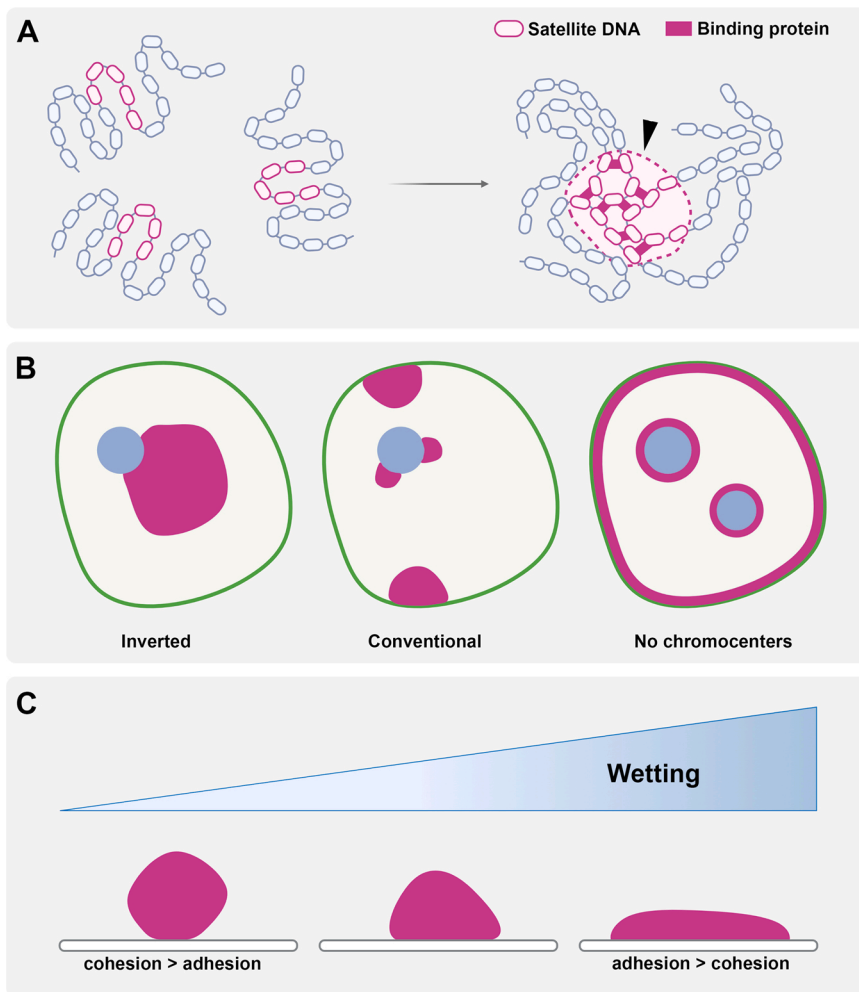 A
Satellite DNA
Binding protein
B
Inverted
Conventional
No chromocenters
C
Wetting
cohesion > adhesion
adhesion > cohesion